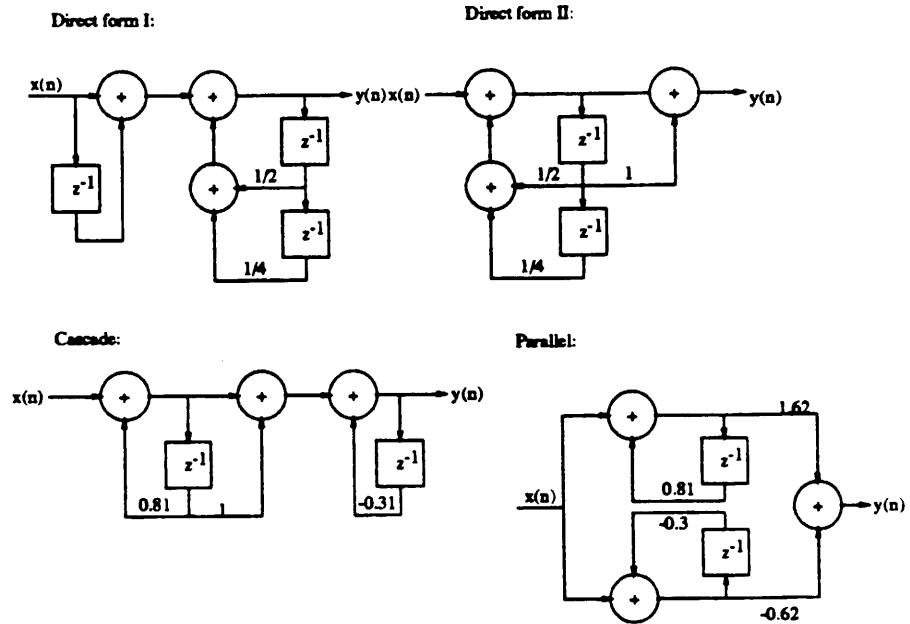 Direct form I:
Direct form II:
x(n)
+
+
y(n) x(n)
+
+
y(n)
z-1
z-1
+
1/2
z-1
1/4
z-1
+
1/2
1
z-1
1/4
Cascade:
x(n)
+
+
+
y(n)
z-1
0.81
1
z-1
-0.31
Parallel:
x(n)
+
1.62
z-1
0.81
-0.3
z-1
+
-0.62
+
y(n)